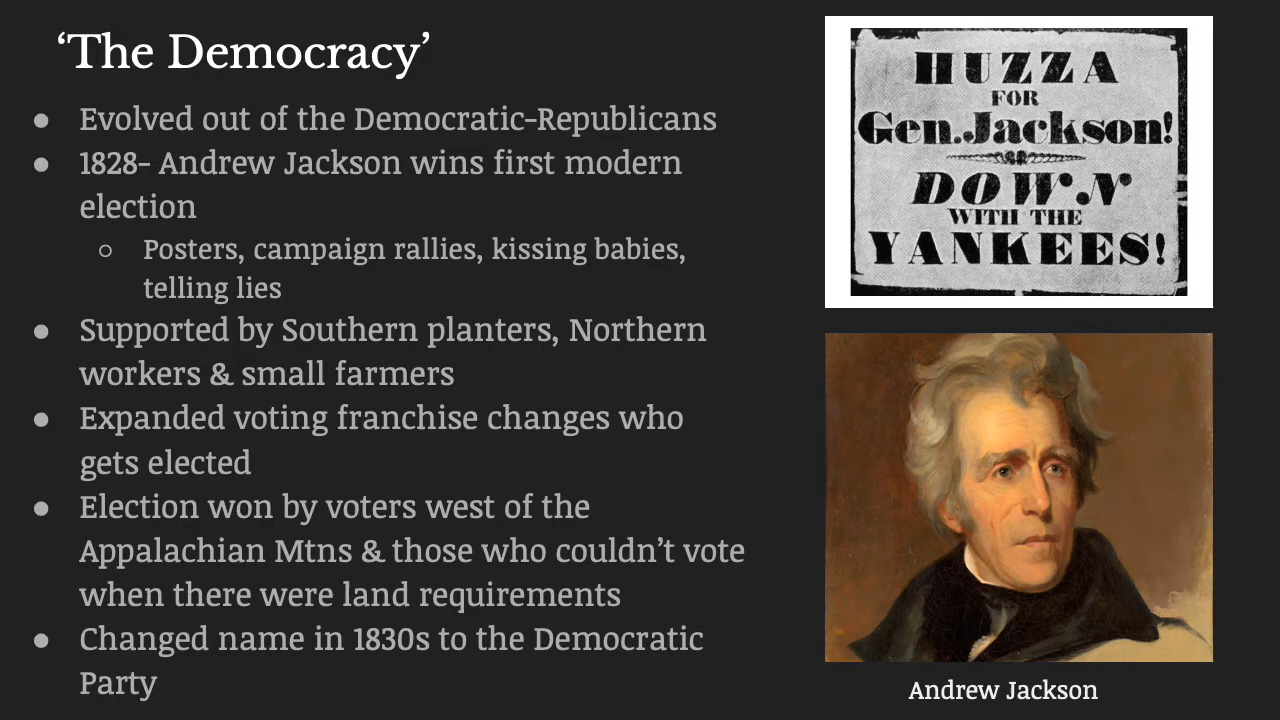 ‘The Democracy’
● Evolved out of the Democratic-Republicans
● 1828- Andrew Jackson wins first modern
election
○ Posters, campaign rallies, kissing babies,
telling lies
● Supported by Southern planters, Northern
workers & small farmers
● Expanded voting franchise changes who
gets elected
● Election won by voters west of the
Appalachian Mtns & those who couldn’t vote
when there were land requirements
● Changed name in 1830s to the Democratic
Party
HUZZA
FOR
Gen. Jackson!
DOWN
WITH THE
YANKEES!
Andrew Jackson